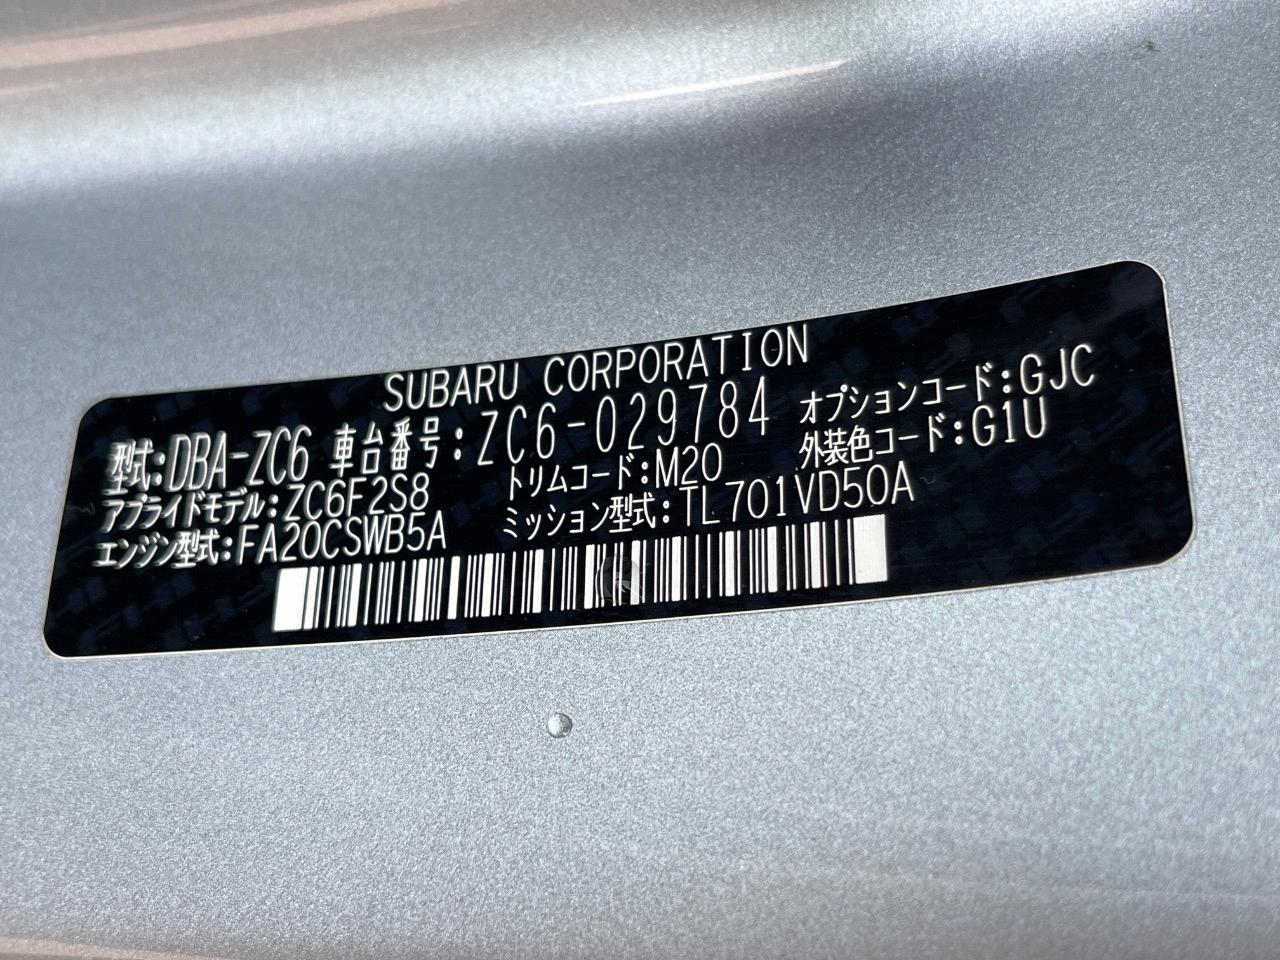 SUBARU CORPORATION
型式:DBA-ZC6 車台番号:ZC6-029784 オプションコード:GJC
アプライドモデル:ZC6F2S8 トリムコード:M20 外装色コード:G1U
エンジン型式:FA20CSWB5A ミッション型式:TL701VD50A